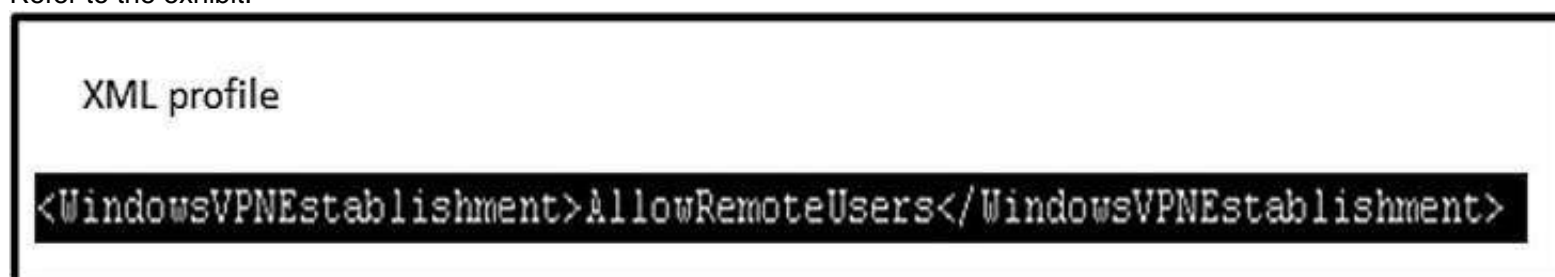 Refer to the exhibit.
XML profile
<WindowsVPNEstablishment>AllowRemoteUsers</WindowsVPNEstablishment>